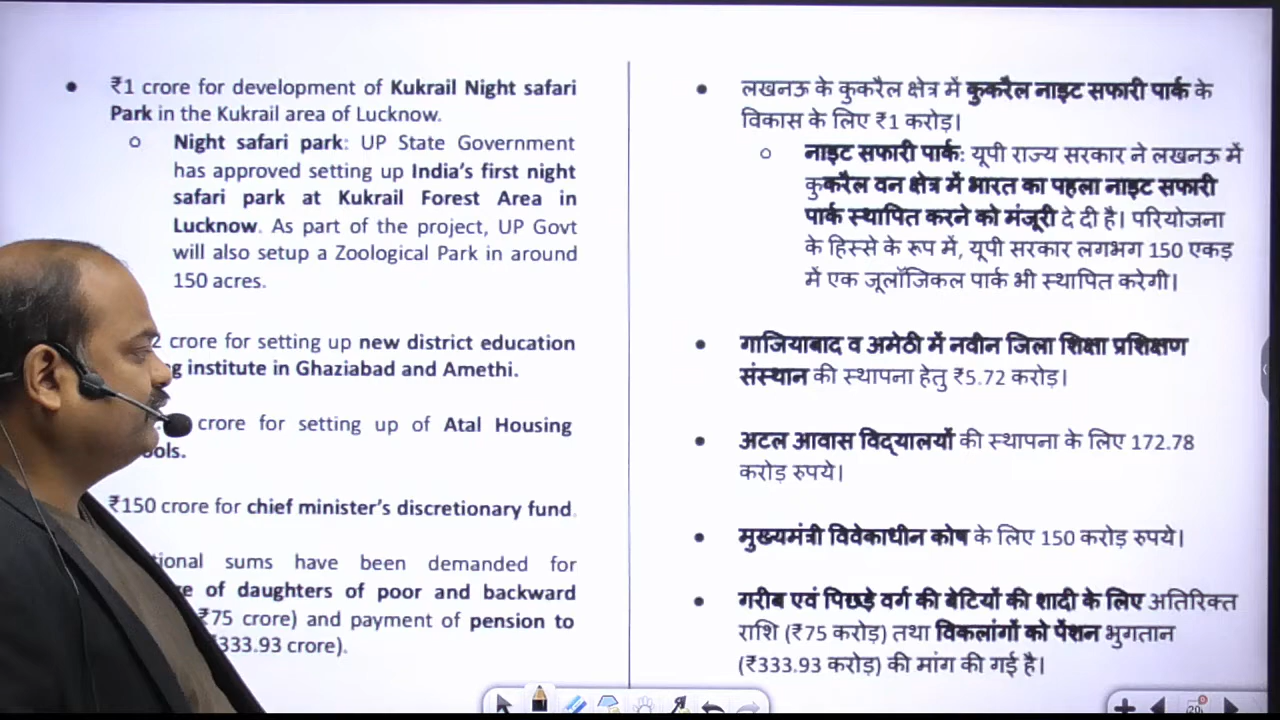 • ₹1 crore for development of Kukrail Night safari
Park in the Kukrail area of Lucknow.
o Night safari park: UP State Government
has approved setting up India's first night
safari park at Kukrail Forest Area in
Lucknow. As part of the project, UP Govt
will also setup a Zoological Park in around
150 acres.
2 crore for setting up new district education
g institute in Ghaziabad and Amethi.
crore for setting up of Atal Housing
ols.
₹150 crore for chief minister's discretionary fund.
tional sums have been demanded for
e of daughters of poor and backward
₹75 crore) and payment of pension to
333.93 crore).
• लखनऊ के कुकरैल क्षेत्र में कुकरैल नाइट सफारी पार्क के
विकास के लिए ₹1 करोड़।
o नाइट सफारी पार्क: यूपी राज्य सरकार ने लखनऊ में
कुकरैल वन क्षेत्र में भारत का पहला नाइट सफारी
पार्क स्थापित करने को मंजूरी दे दी है। परियोजना
के हिस्से के रूप में, यूपी सरकार लगभग 150 एकड़
में एक जूलॉजिकल पार्क भी स्थापित करेगी।
• गाजियाबाद व अमेठी में नवीन जिला शिक्षा प्रशिक्षण
संस्थान की स्थापना हेतु ₹5.72 करोड़।
• अटल आवास विद्यालयों की स्थापना के लिए 172.78
करोड़ रुपये।
• मुख्यमंत्री विवेकाधीन कोष के लिए 150 करोड़ रुपये।
• गरीब एवं पिछड़े वर्ग की बेटियों की शादी के लिए अतिरिक्त
राशि (₹75 करोड़) तथा विकलांगों को पेंशन भुगतान
(₹333.93 करोड़) की मांग की गई है।
20